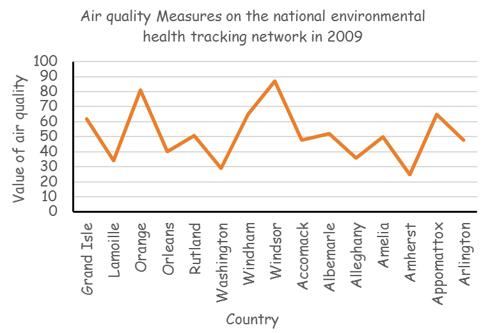 Air quality Measures on the national environmental
health tracking network in 2009
Value of air quality
100
90
80
70
60
50
40
30
20
10
0
Grand Isle
Lamoille
Orange
Orleans
Rutland
Washington
Windham
Windsor
Accomack
Albemarle
Alleghany
Amelia
Amherst
Appomattox
Arlington
Country